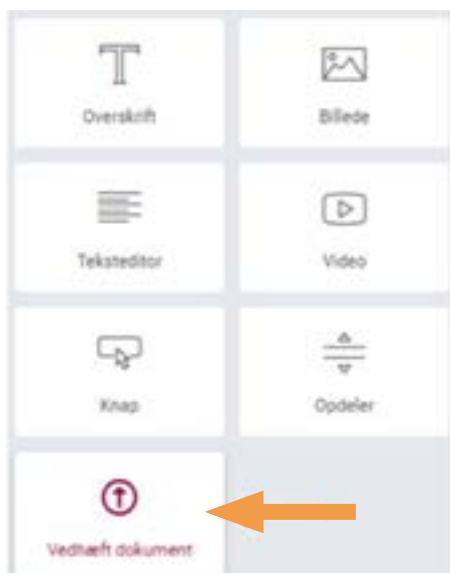 Overskrift
Billede
Teksteditor
Video
Knap
Opdeler
Vedhæft dokument